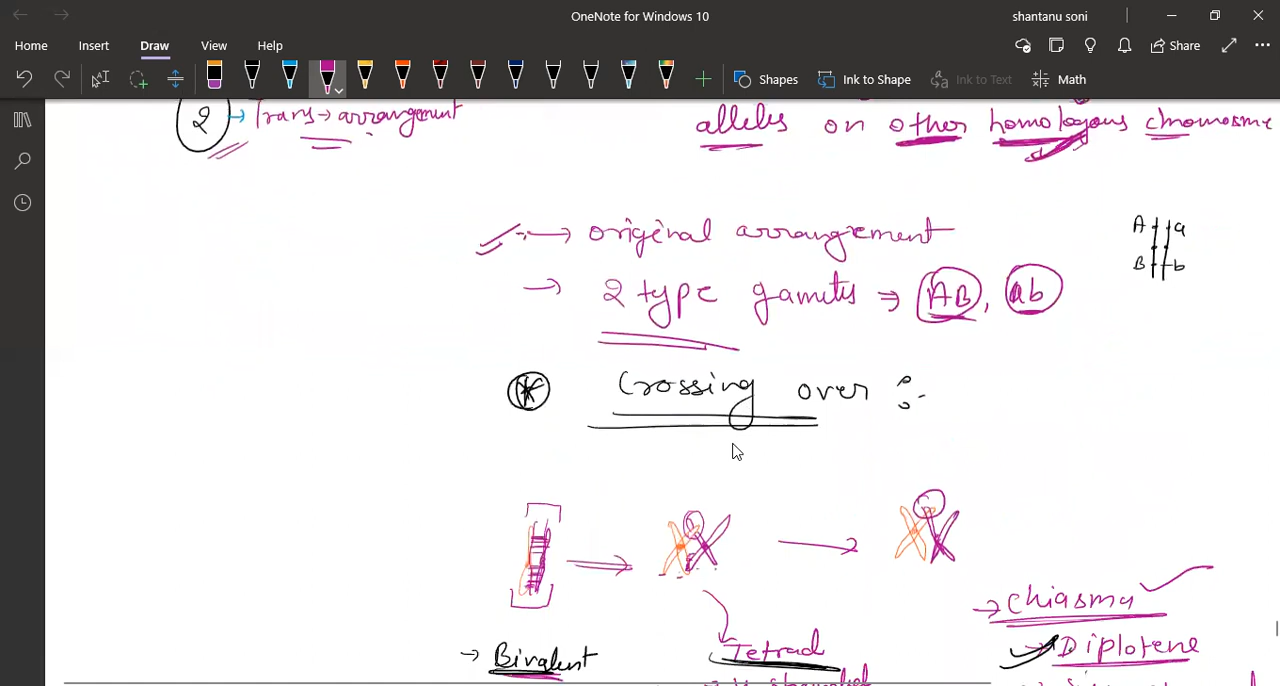 OneNote for Windows 10
shantanu soni
Home Insert Draw View Help
Share
Shapes Ink to Shape Ink to Text Math
2 → Trans → arrangement
alleles on other homologous chromosme
→ original arrangement
→ 2 type gamites ⇒ AB, ab
A a
B b
* Crossing over :-
→ Chiasma
→ Bivalent
Tetrad
→ Diplotene